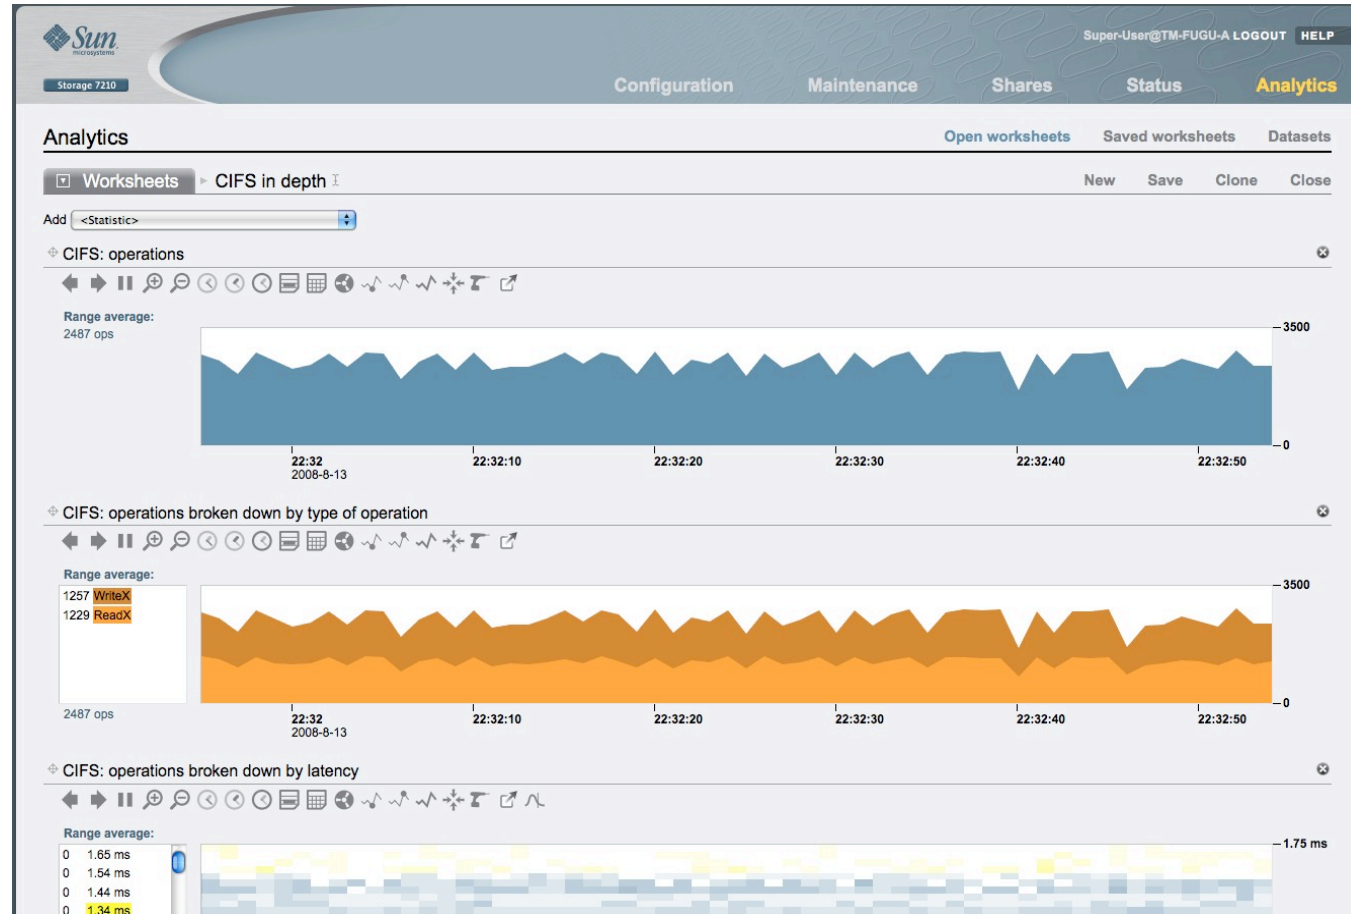 Sun
microsystems
Super-User@TM-FUGU-A LOGOUT HELP
Storage 7210
Configuration Maintenance Shares Status Analytics
Analytics
Open worksheets Saved worksheets Datasets
Worksheets CIFS in depth
New Save Clone Close
Add <Statistic>
CIFS: operations
Range average:
2487 ops
3500
0
22:32 22:32:10 22:32:20 22:32:30 22:32:40 22:32:50
2008-8-13
CIFS: operations broken down by type of operation
Range average:
1257 WriteX
1229 ReadX
2487 ops
3500
0
22:32 22:32:10 22:32:20 22:32:30 22:32:40 22:32:50
2008-8-13
CIFS: operations broken down by latency
Range average:
0 1.65 ms
0 1.54 ms
0 1.44 ms
0 1.34 ms
1.75 ms